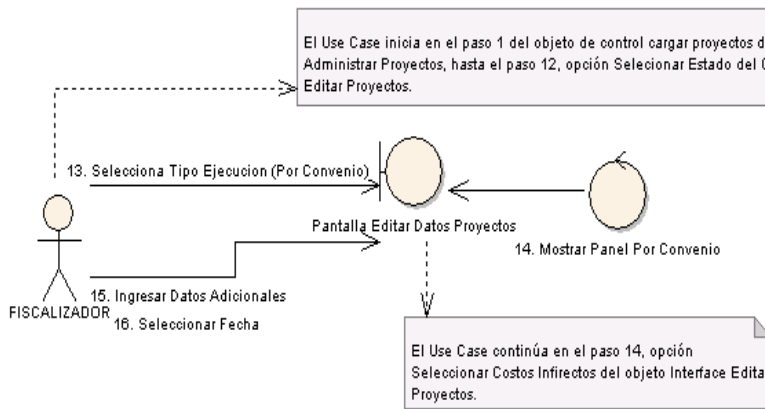 El Use Case inicia en el paso 1 del objeto de control cargar proyectos d
Administrar Proyectos, hasta el paso 12, opción Selecionar Estado del C
Editar Proyectos.
13. Selecciona Tipo Ejecucion (Por Convenio)
Pantalla Editar Datos Proyectos
14. Mostrar Panel Por Convenio
15. Ingresar Datos Adicionales
FISCALIZADOR
16. Seleccionar Fecha
El Use Case continúa en el paso 14, opción
Seleccionar Costos Infirectos del objeto Interface Edita
Proyectos.